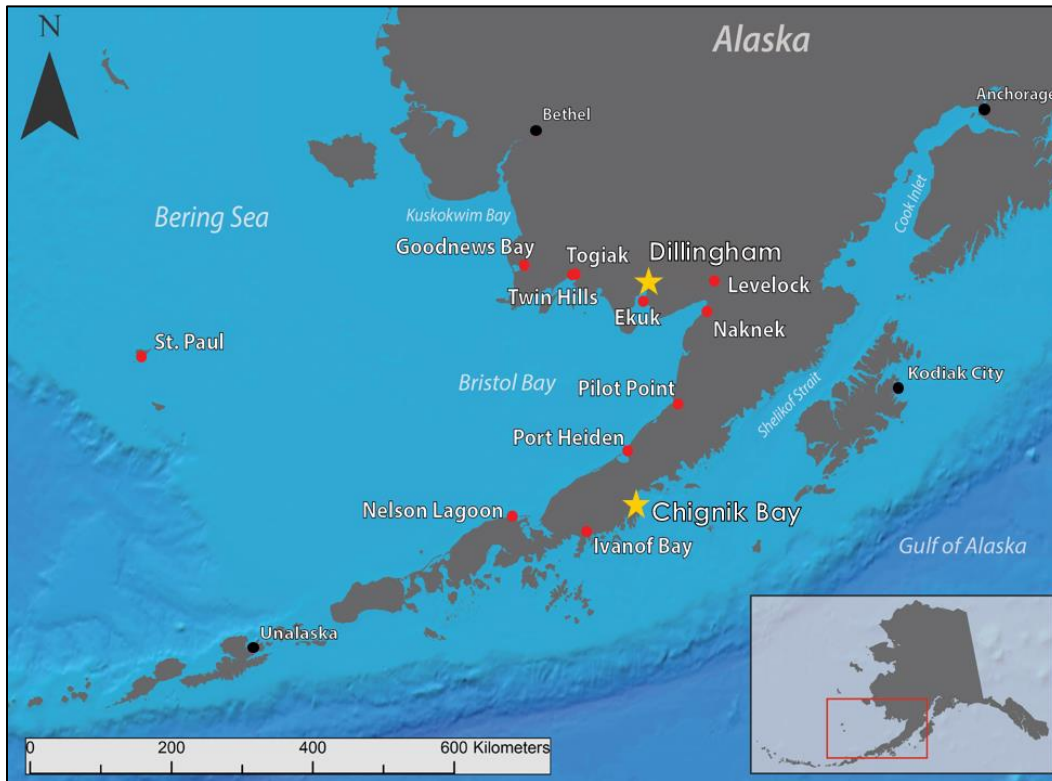 N
Alaska
Anchorage
Bethel
Cook Inlet
Bering Sea
Kuskokwim Bay
Goodnews Bay
Togiak
Dillingham
Twin Hills
Levelock
Ekuk
Naknek
St. Paul
Bristol Bay
Pilot Point
Shelikof Strait
Kodiak City
Port Heiden
Nelson Lagoon
Chignik Bay
Ivanof Bay
Gulf of Alaska
Unalaska
0 200 400 600 Kilometers